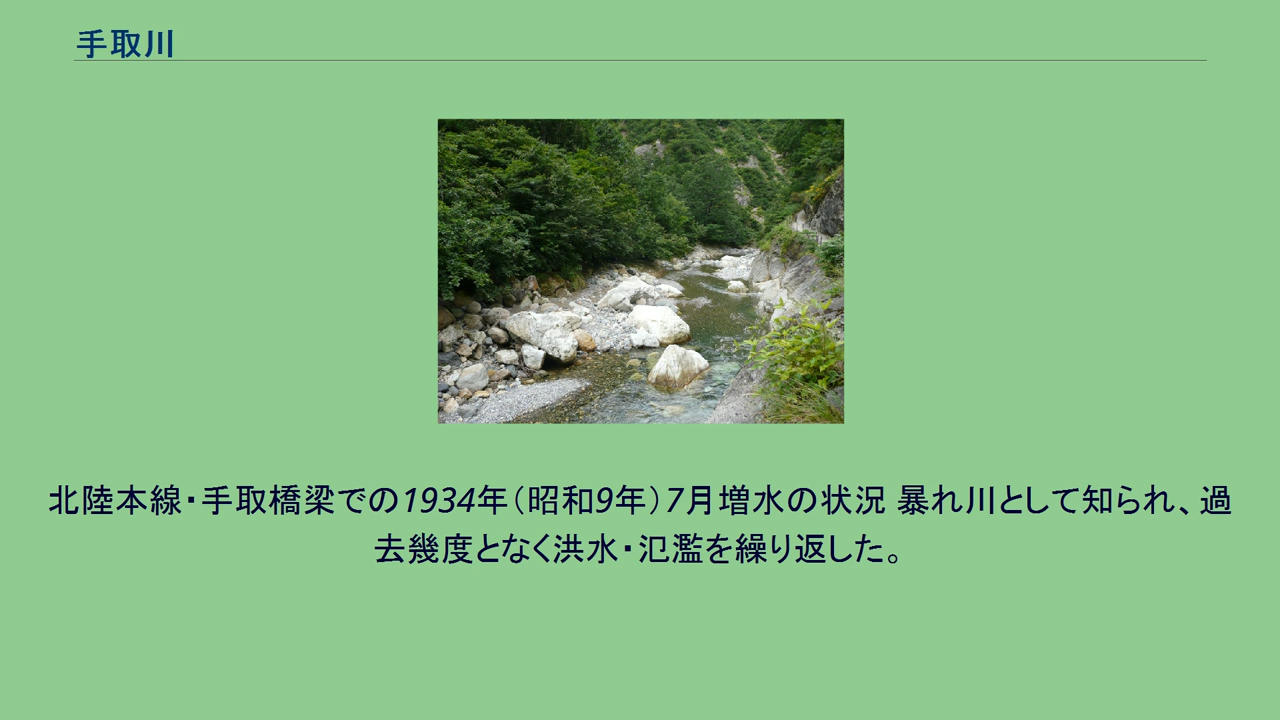 手取川
北陸本線・手取橋梁での1934年（昭和9年）7月増水の状況 暴れ川として知られ、過
去幾度となく洪水・氾濫を繰り返した。